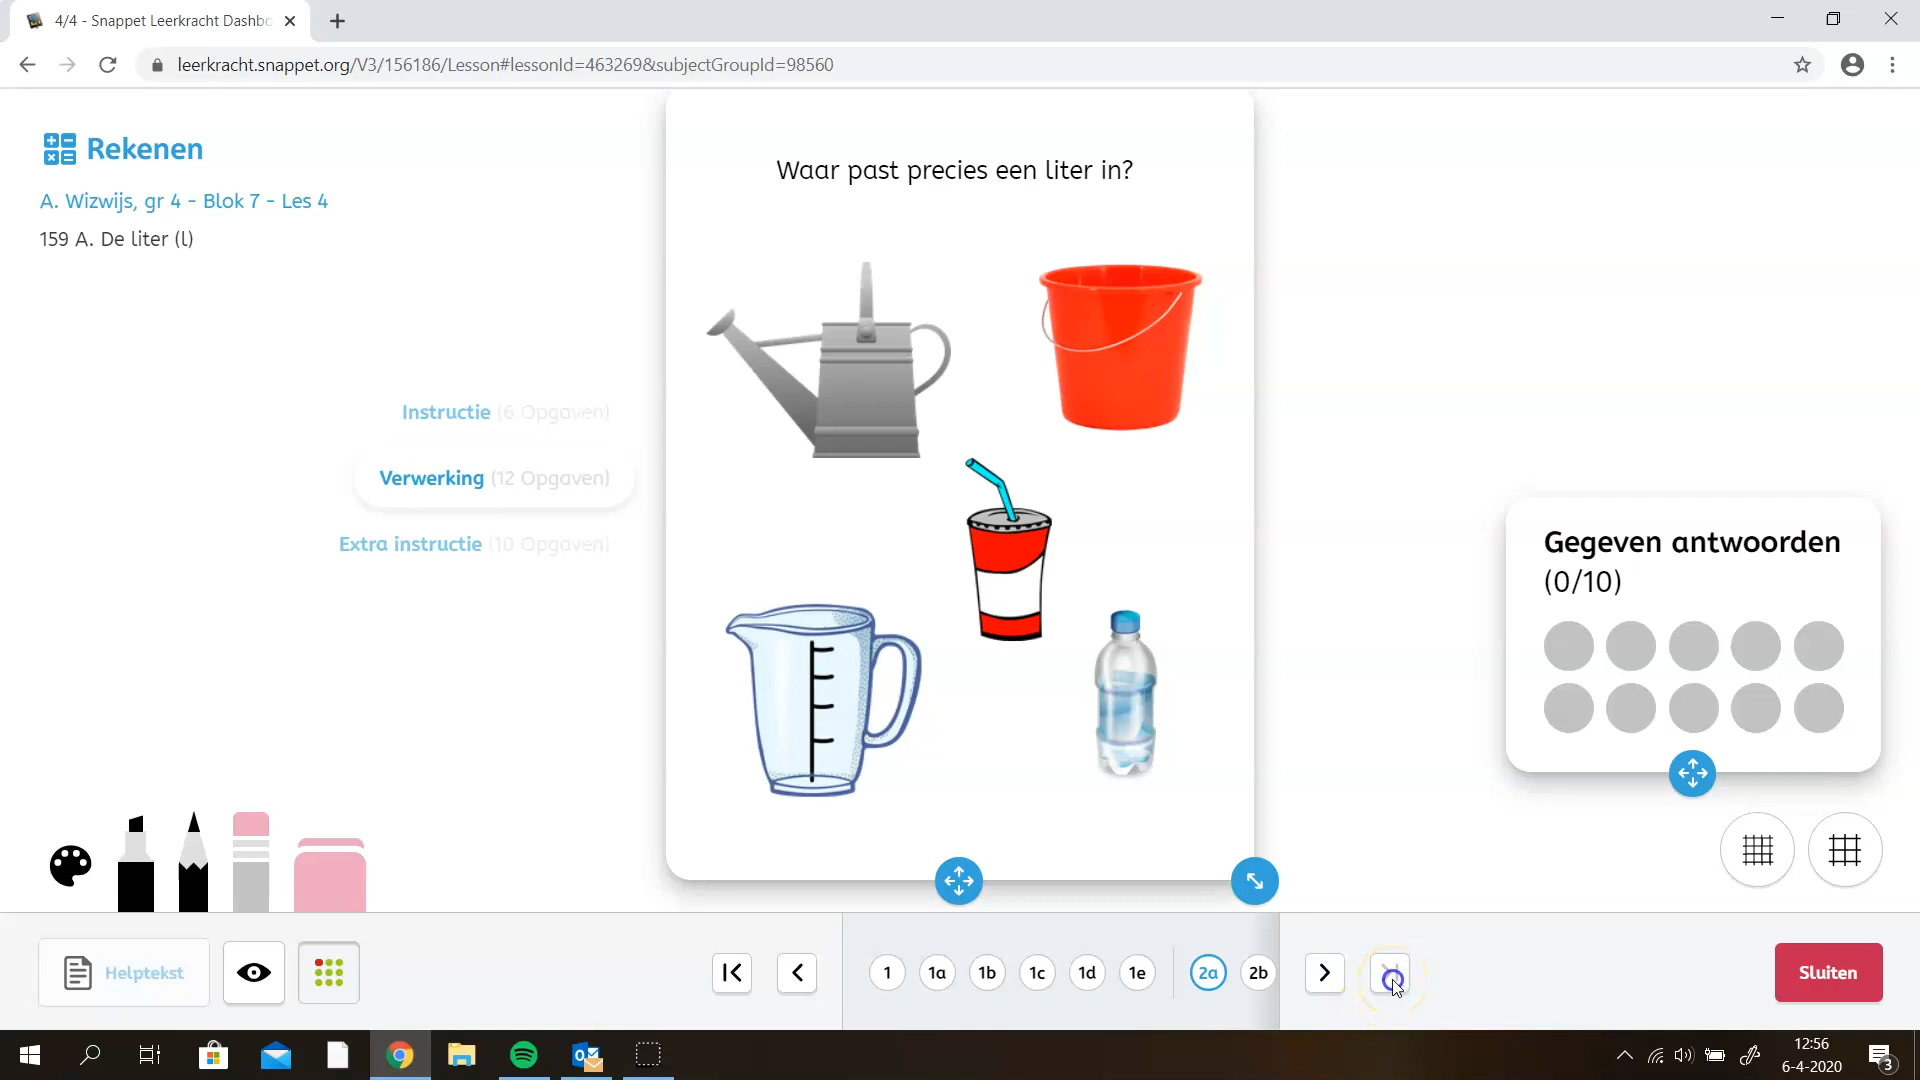 4/4 - Snappet Leerkracht Dashbo
leerkracht.snappet.org/V3/156186/Lesson#lessonId=463269&subjectGroupId=98560
Rekenen
A. Wizwijs, gr 4 - Blok 7 - Les 4
159 A. De liter (l)
Waar past precies een liter in?
Instructie (6 Opgaven)
Verwerking (12 Opgaven)
Extra instructie (10 Opgaven)
Gegeven antwoorden
(0/10)
Helptekst
1 1a 1b 1c 1d 1e 2a 2b
Sluiten
12:56
6-4-2020
3